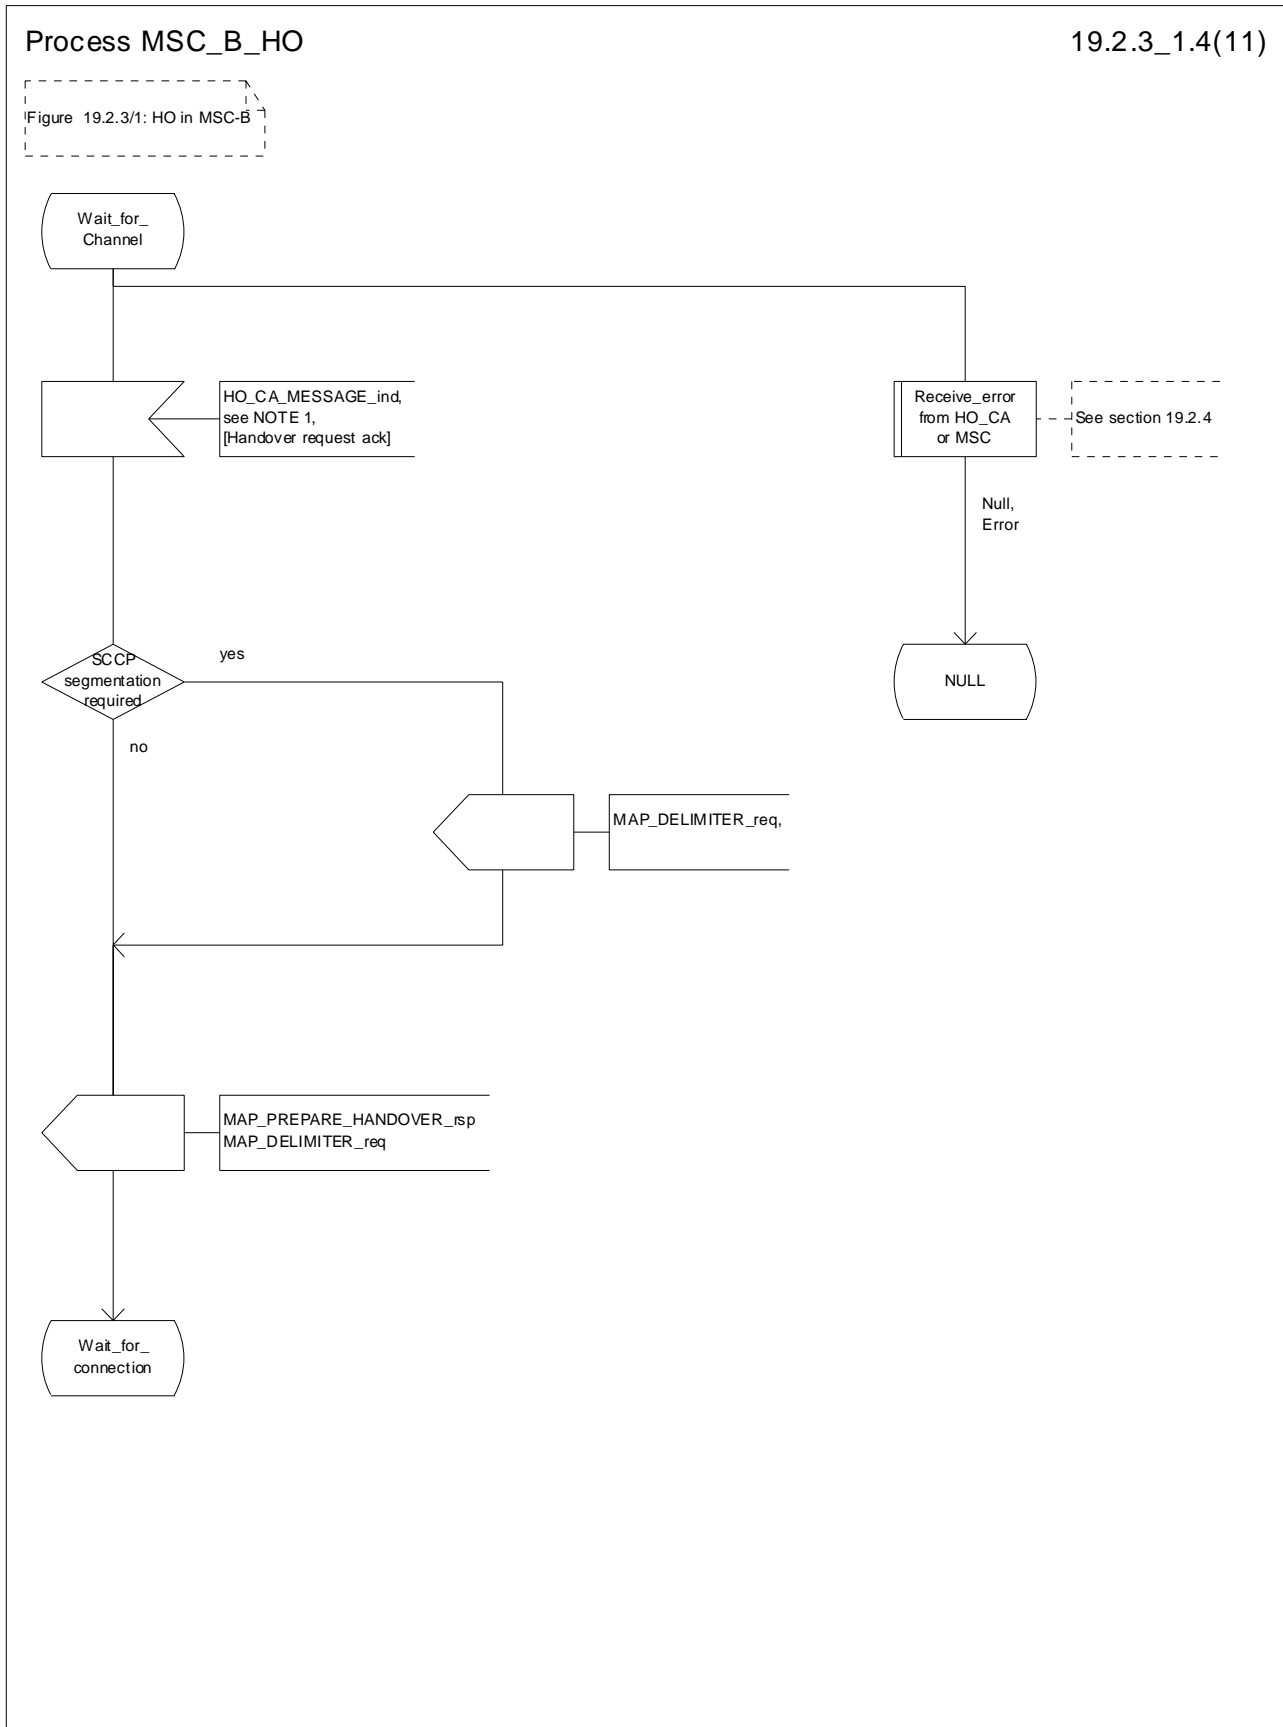 Process MSC_B_HO
19.2.3_1.4(11)
Figure 19.2.3/1: HO in MSC-B
Wait_for_
Channel
HO_CA_MESSAGE_ind,
see NOTE 1,
[Handover request ack]
Receive_error
from HO_CA
or MSC
See section 19.2.4
Null,
Error
SCCP
segmentation
required
yes
NULL
no
MAP_DELIMITER_req,
MAP_PREPARE_HANDOVER_rsp
MAP_DELIMITER_req
Wait_for_
connection